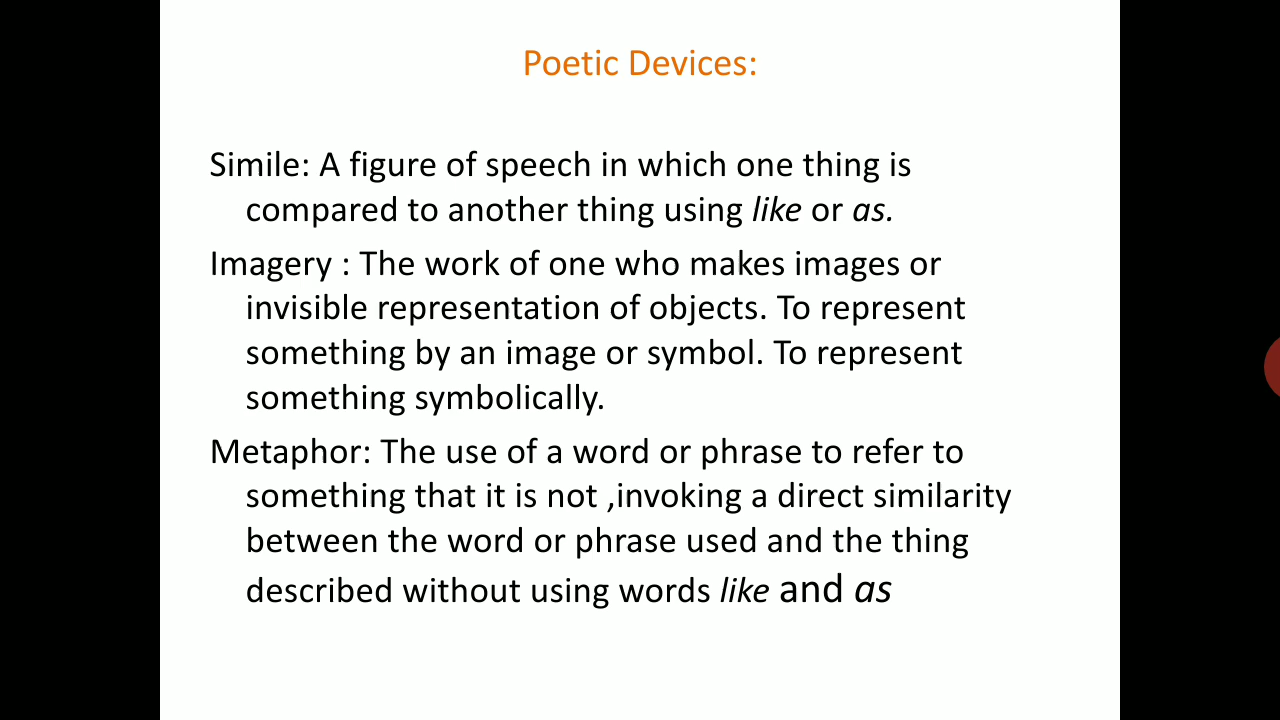 Poetic Devices:
Simile: A figure of speech in which one thing is
compared to another thing using like or as.
Imagery : The work of one who makes images or
invisible representation of objects. To represent
something by an image or symbol. To represent
something symbolically.
Metaphor: The use of a word or phrase to refer to
something that it is not ,invoking a direct similarity
between the word or phrase used and the thing
described without using words like and as